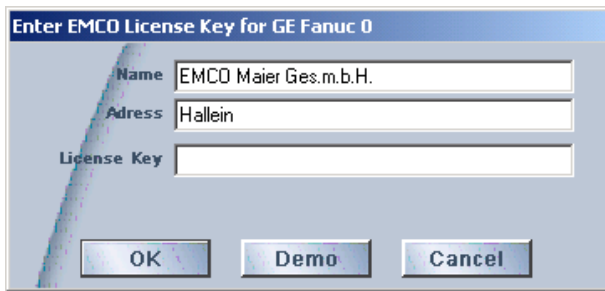 Enter EMCO License Key for GE Fanuc 0
Name EMCO Maier Ges.m.b.H.
Adress Hallein
License Key
OK Demo Cancel